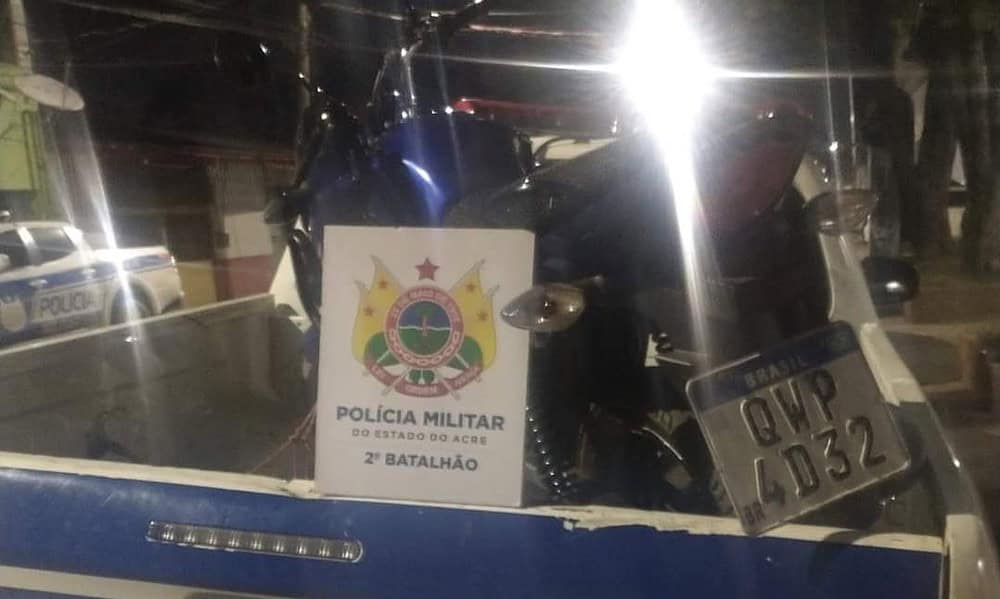 POLÍCIA
POLÍCIA MILITAR
DO ESTADO DO ACRE
2º BATALHÃO
BRASIL
QWP
4D32
BR